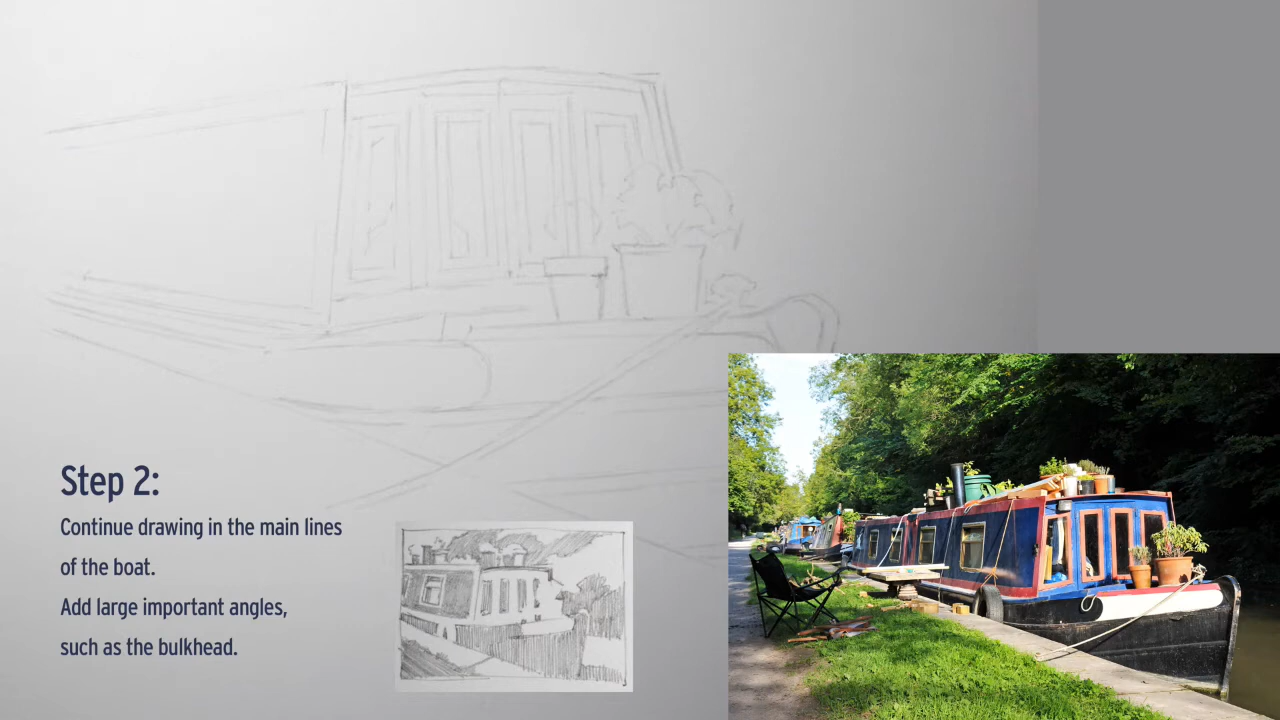 Step 2:
Continue drawing in the main lines
of the boat.
Add large important angles,
such as the bulkhead.